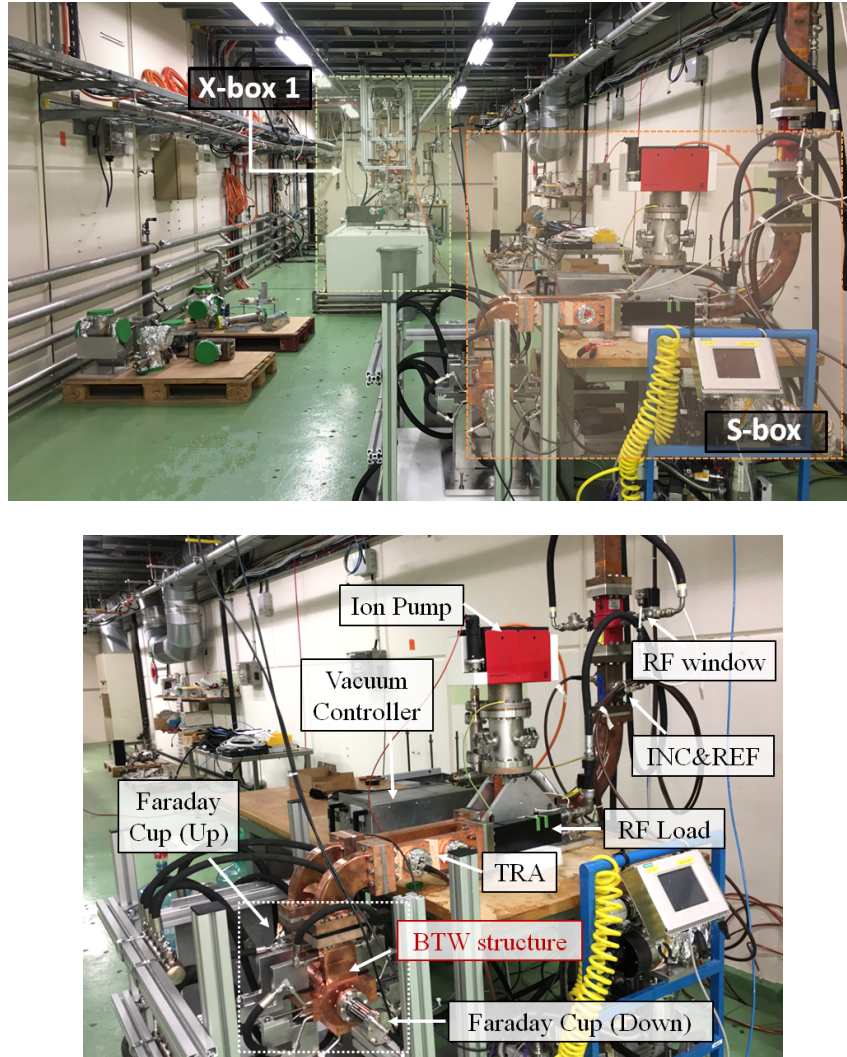 X-box 1
S-box
Ion Pump
RF window
Vacuum
Controller
INC&REF
Faraday
Cup (Up)
RF Load
TRA
BTW structure
Faraday Cup (Down)